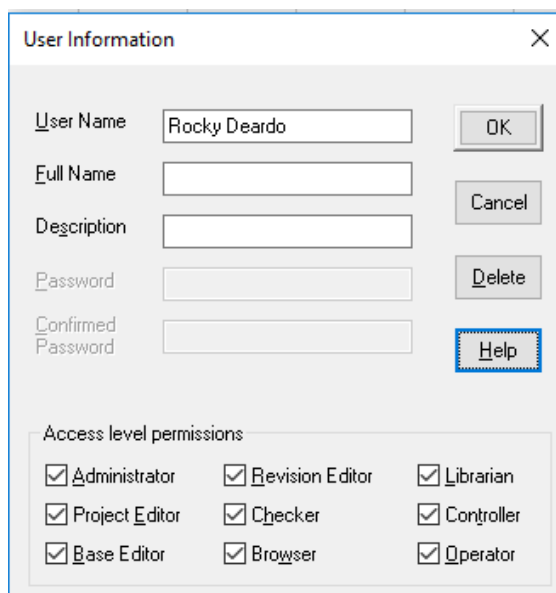 User Information
User Name Rocky Deardo OK
Full Name
Cancel
Description
Password Delete
Confirmed
Password Help
Access level permissions
Administrator Revision Editor Librarian
Project Editor Checker Controller
Base Editor Browser Operator